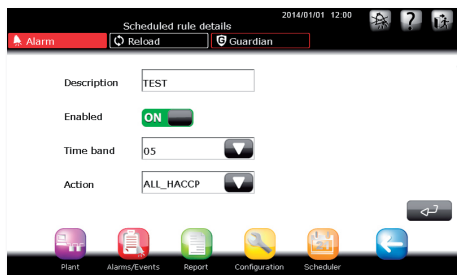 2014/01/01 12:00
Scheduled rule details
?
Alarm Reload G Guardian
Description TEST
Enabled ON
Time band 05
Action ALL_HACCP
Plant Alarms/Events Report Configuration Scheduler